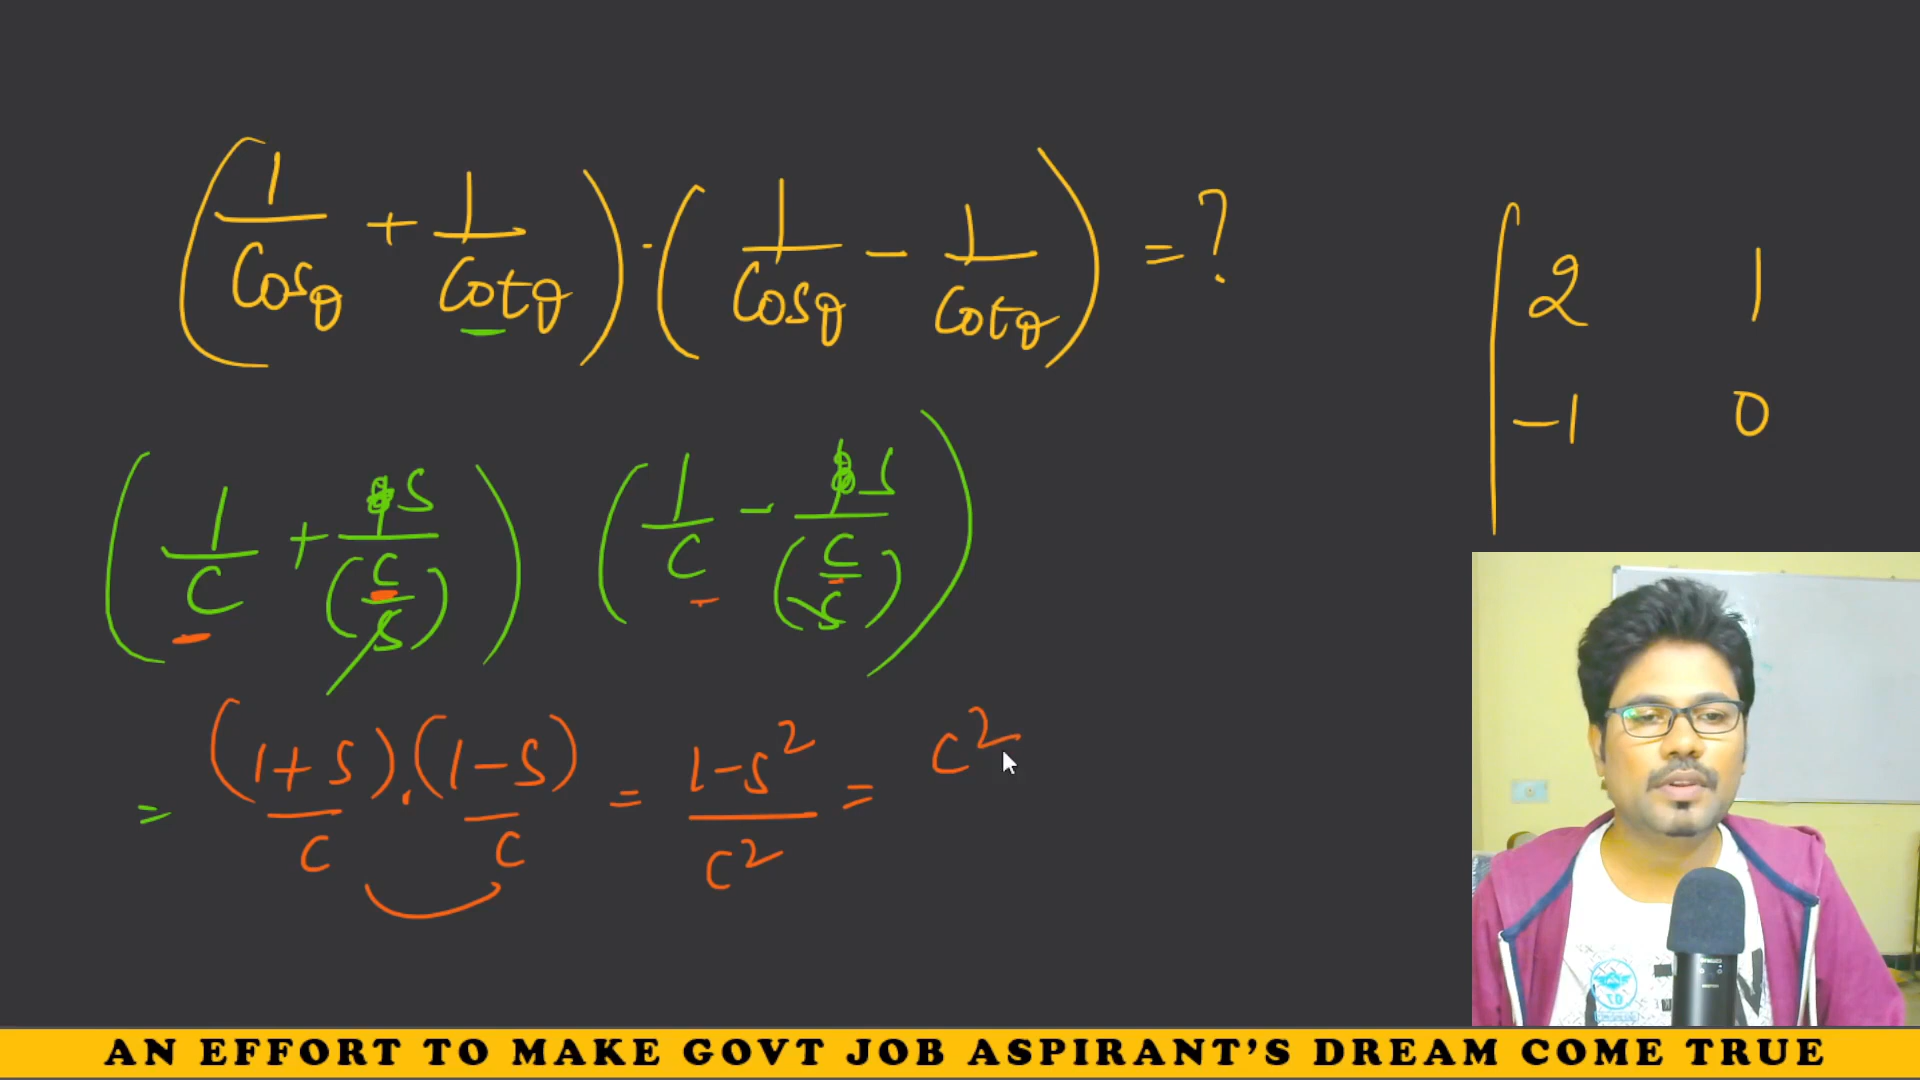 (1/Cosθ + 1/Cotθ) · (1/Cosθ − 1/Cotθ) = ?
2 1
−1 0
(1/C + S/(C/S)) (1/C − S/(C/S))
= (1+S)/C · (1−S)/C = 1−S²/C² = C²
AN EFFORT TO MAKE GOVT JOB ASPIRANT'S DREAM COME TRUE